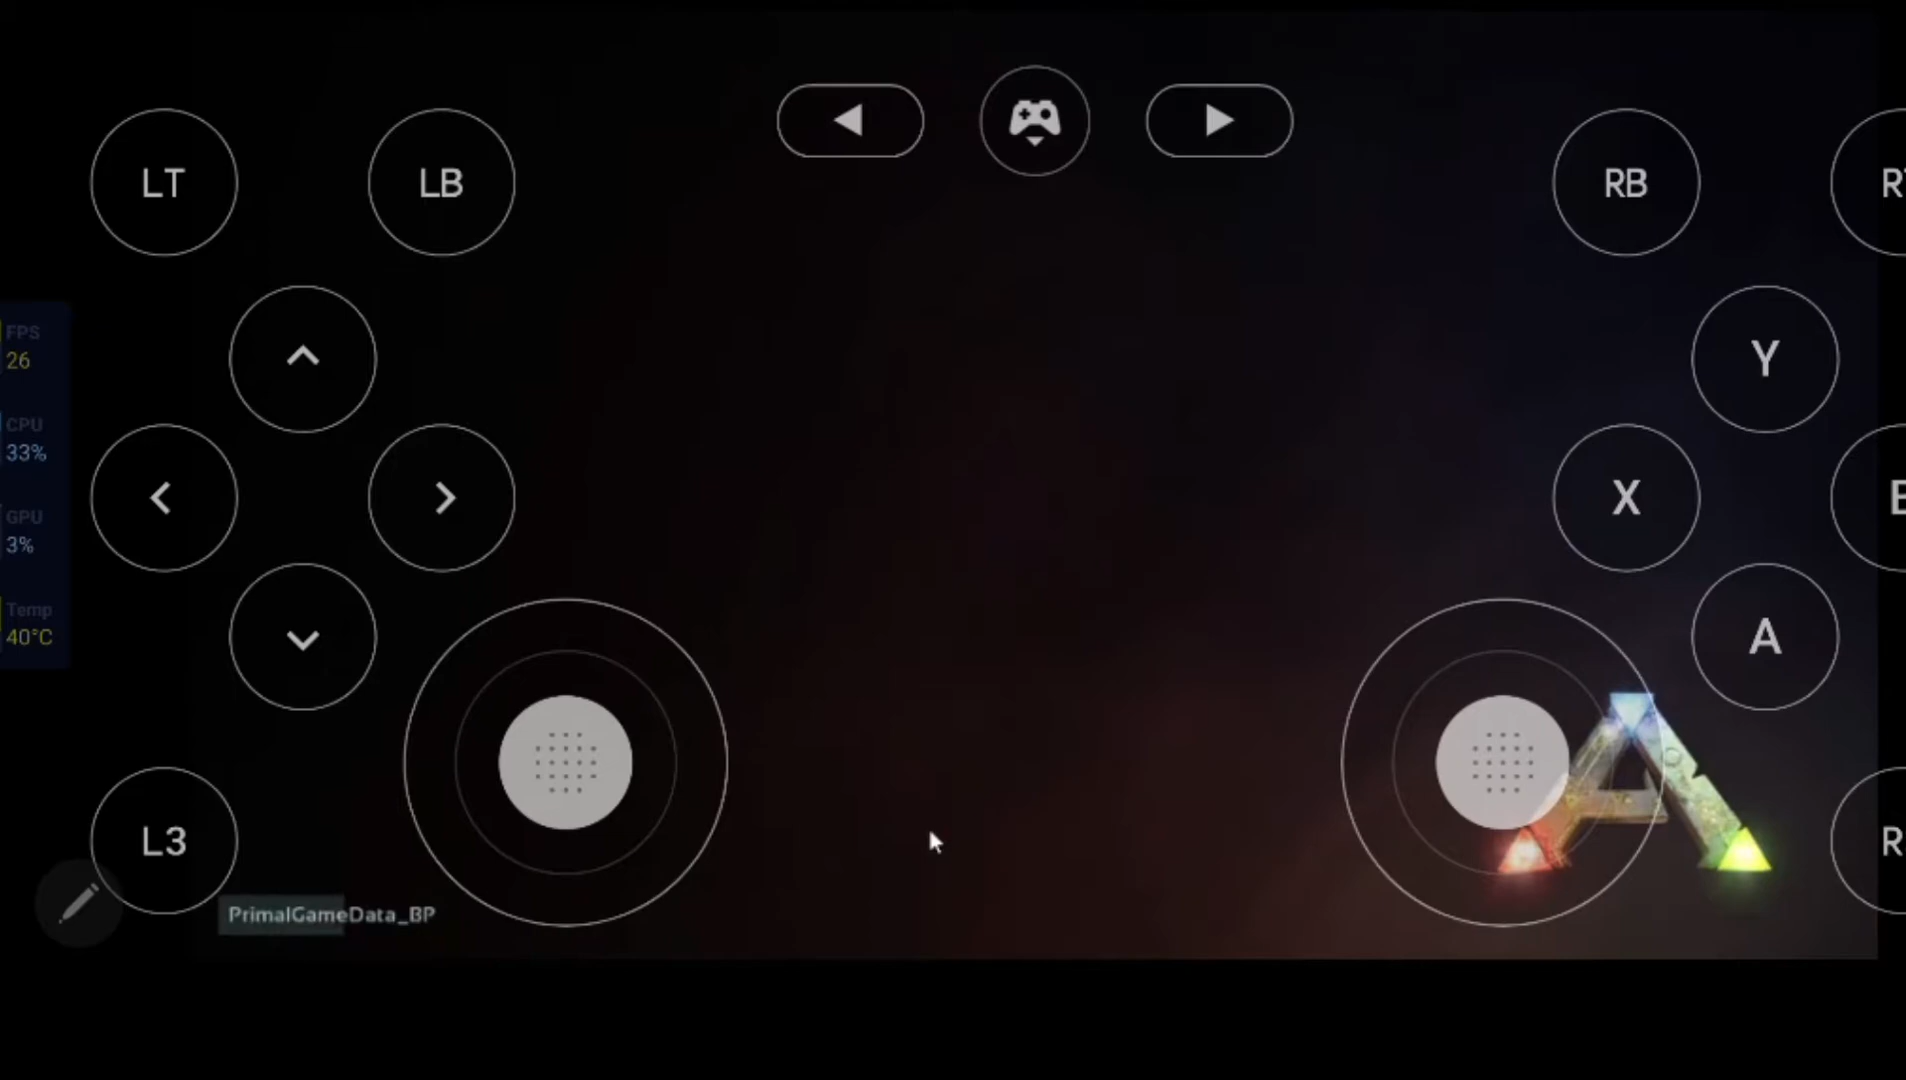 LT
LB
RB
FPS
26
Y
CPU
33%
X
GPU
3%
Temp
40°C
A
L3
PrimalGameData_BP